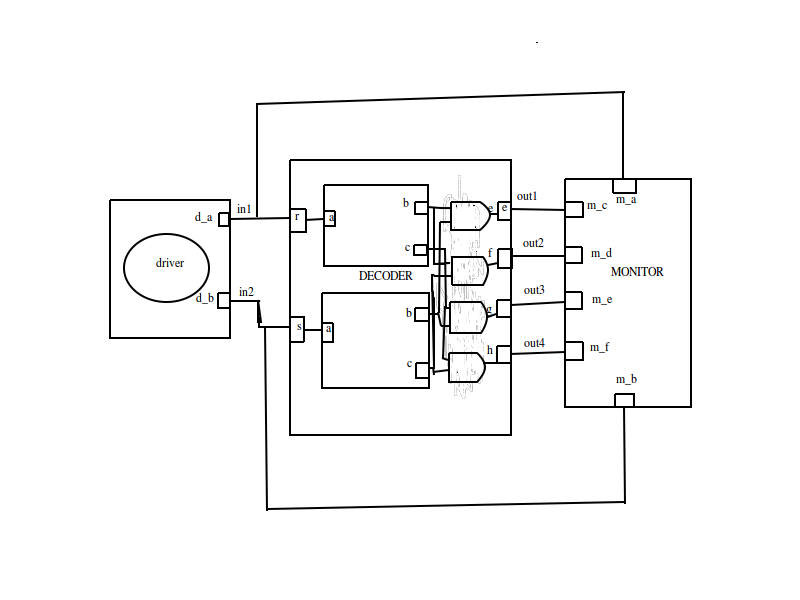 out1
m_a
b
e
e
m_c
in1
d_a
r
a
f
out2
c
m_d
driver
DECODER
MONITOR
in2
out3
d_b
m_e
b
g
s
a
out4
h
m_f
c
m_b